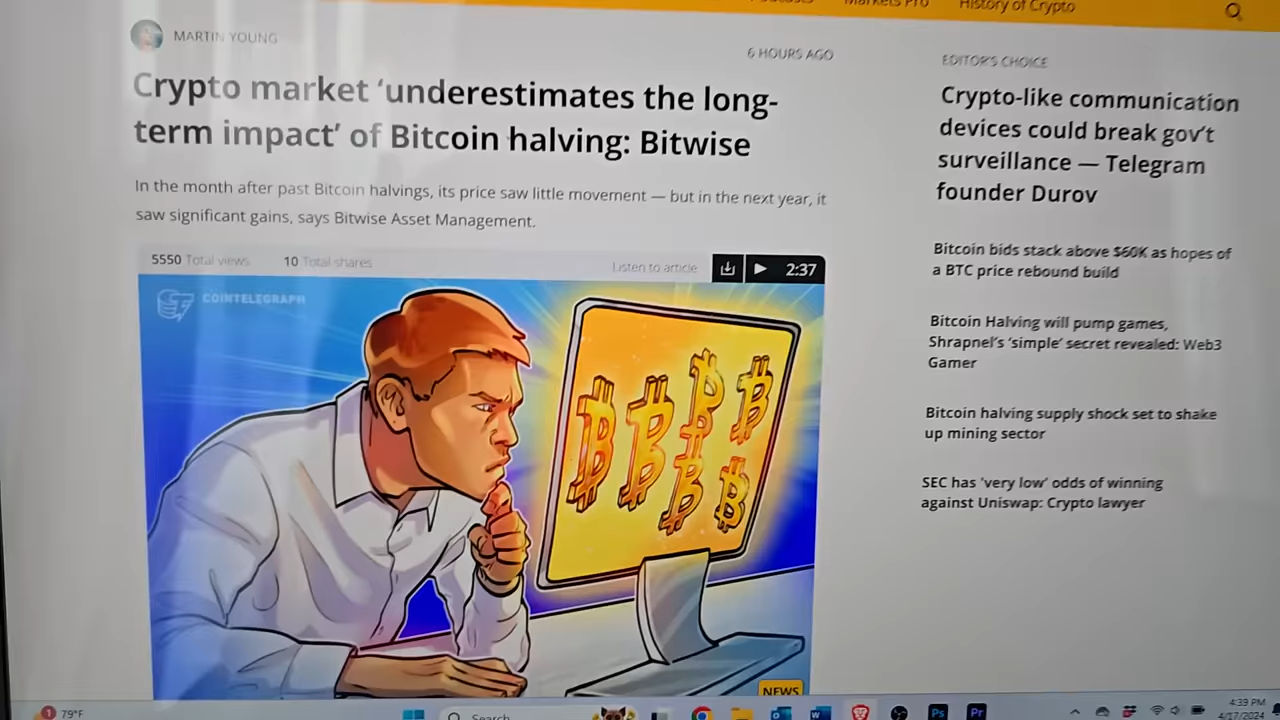 Markets Pro
History of Crypto
MARTIN YOUNG
6 HOURS AGO
Crypto market ‘underestimates the long-
term impact’ of Bitcoin halving: Bitwise
In the month after past Bitcoin halvings, its price saw little movement — but in the next year, it
saw significant gains, says Bitwise Asset Management.
5550 Total views
10 Total shares
Listen to article
2:37
COINTELEGRAPH
NEWS
EDITOR'S CHOICE
Crypto-like communication
devices could break gov’t
surveillance — Telegram
founder Durov
Bitcoin bids stack above $60K as hopes of
a BTC price rebound build
Bitcoin Halving will pump games,
Shrapnel’s ‘simple’ secret revealed: Web3
Gamer
Bitcoin halving supply shock set to shake
up mining sector
SEC has ‘very low’ odds of winning
against Uniswap: Crypto lawyer
1
79°F
Search
Ps
Pr
4:39 PM
4/17/2024